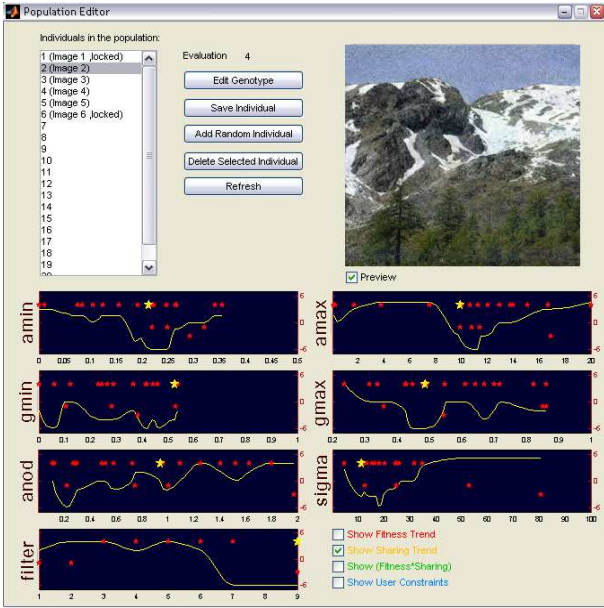 Population Editor
Individuals in the population:
1 (Image 1 ,locked)
2 (Image 2)
3 (Image 3)
4 (Image 4)
5 (Image 5)
6 (Image 6 ,locked)
7
8
9
10
11
12
13
14
15
16
17
18
19
Evaluation 4
Edit Genotype
Save Individual
Add Random Individual
Delete Selected Individual
Refresh
Preview
amin
6
-6
0 0.05 0.1 0.15 0.2 0.25 0.3 0.35 0.4 0.45 0.5
amax
6
-6
2 4 6 8 10 12 14 16 18 20
gmin
6
-6
0 0.1 0.2 0.3 0.4 0.5 0.6 0.7 0.8 0.9 1
gmax
6
-6
0.2 0.3 0.4 0.5 0.6 0.7 0.8 0.9 1
anod
6
-6
0.2 0.4 0.6 0.8 1 1.2 1.4 1.6 1.8 2
sigma
6
-6
10 20 30 40 50 60 70 80 90 100
filter
6
-6
1 2 3 4 5 6 7 8 9
Show Fitness Trend
Show Sharing Trend
Show (Fitness*Sharing)
Show User Constraints